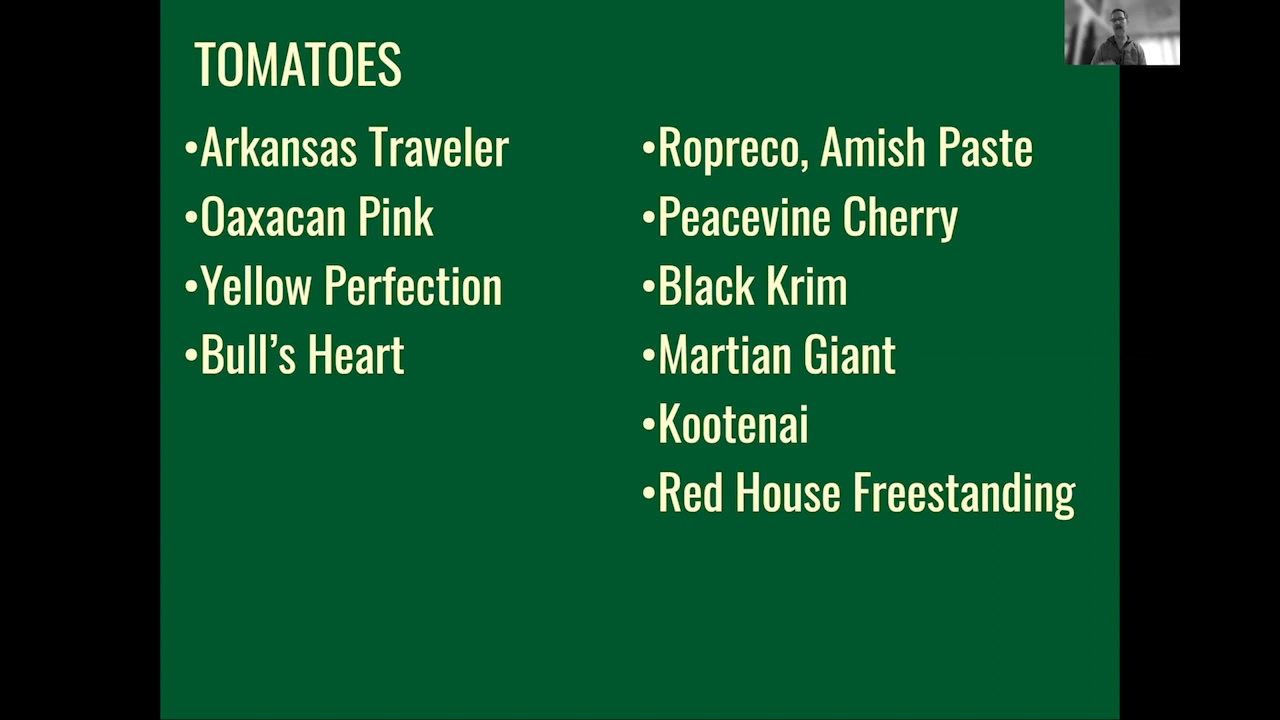 TOMATOES
•Arkansas Traveler
•Oaxacan Pink
•Yellow Perfection
•Bull’s Heart
•Ropreco, Amish Paste
•Peacevine Cherry
•Black Krim
•Martian Giant
•Kootenai
•Red House Freestanding